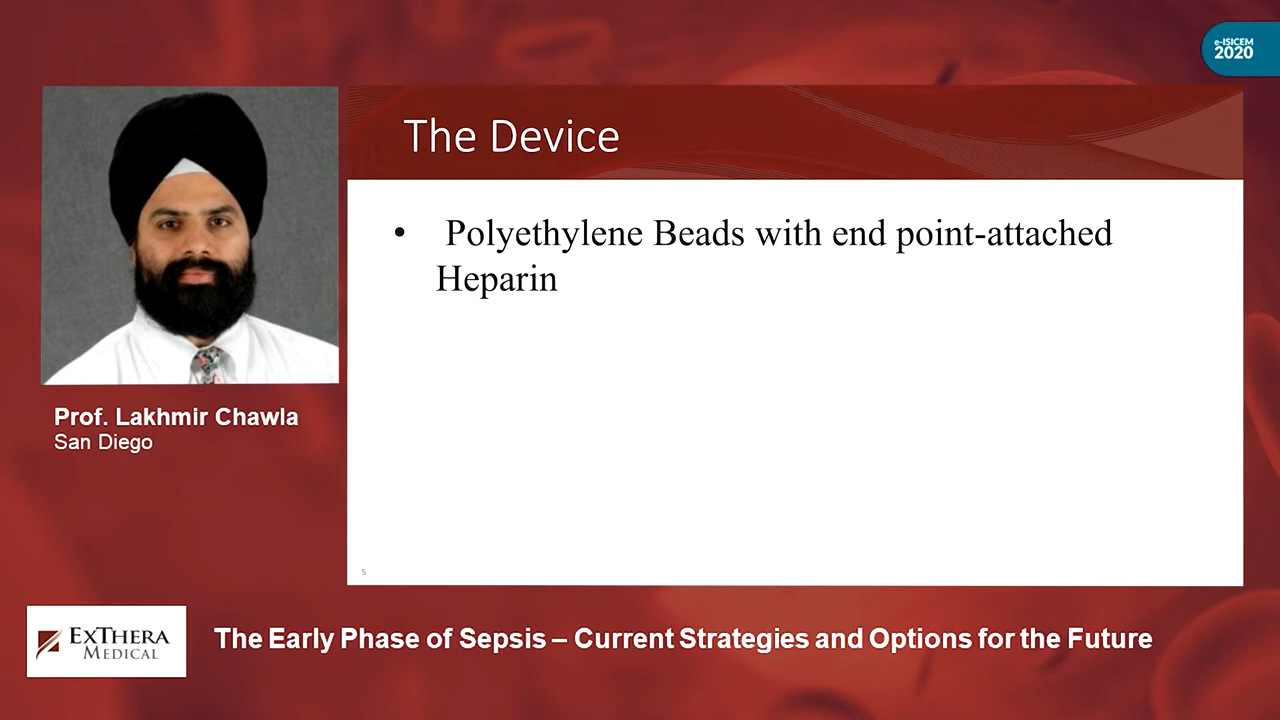 e-ISICEM
2020
The Device
• Polyethylene Beads with end point-attached
Heparin
Prof. Lakhmir Chawla
San Diego
5
EXTHERA
MEDICAL
The Early Phase of Sepsis – Current Strategies and Options for the Future